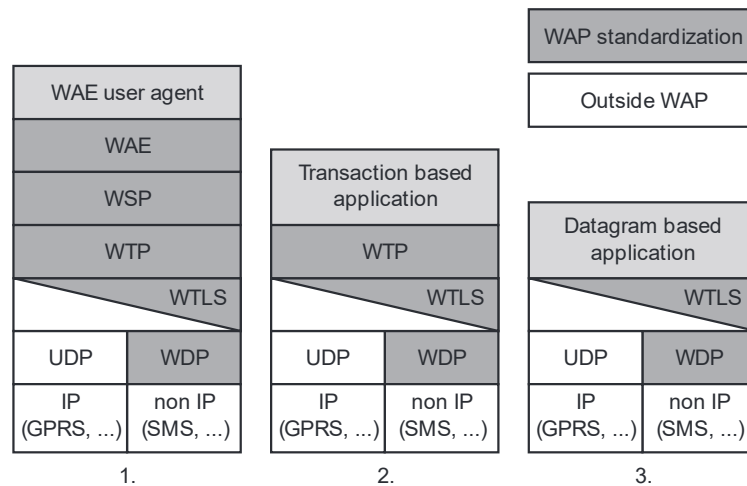 WAP standardization
Outside WAP
WAE user agent
WAE
WSP
WTP
WTLS
UDP WDP
IP non IP
(GPRS, ...) (SMS, ...)
1.
Transaction based
application
WTP
WTLS
UDP WDP
IP non IP
(GPRS, ...) (SMS, ...)
2.
Datagram based
application
WTLS
UDP WDP
IP non IP
(GPRS, ...) (SMS, ...)
3.